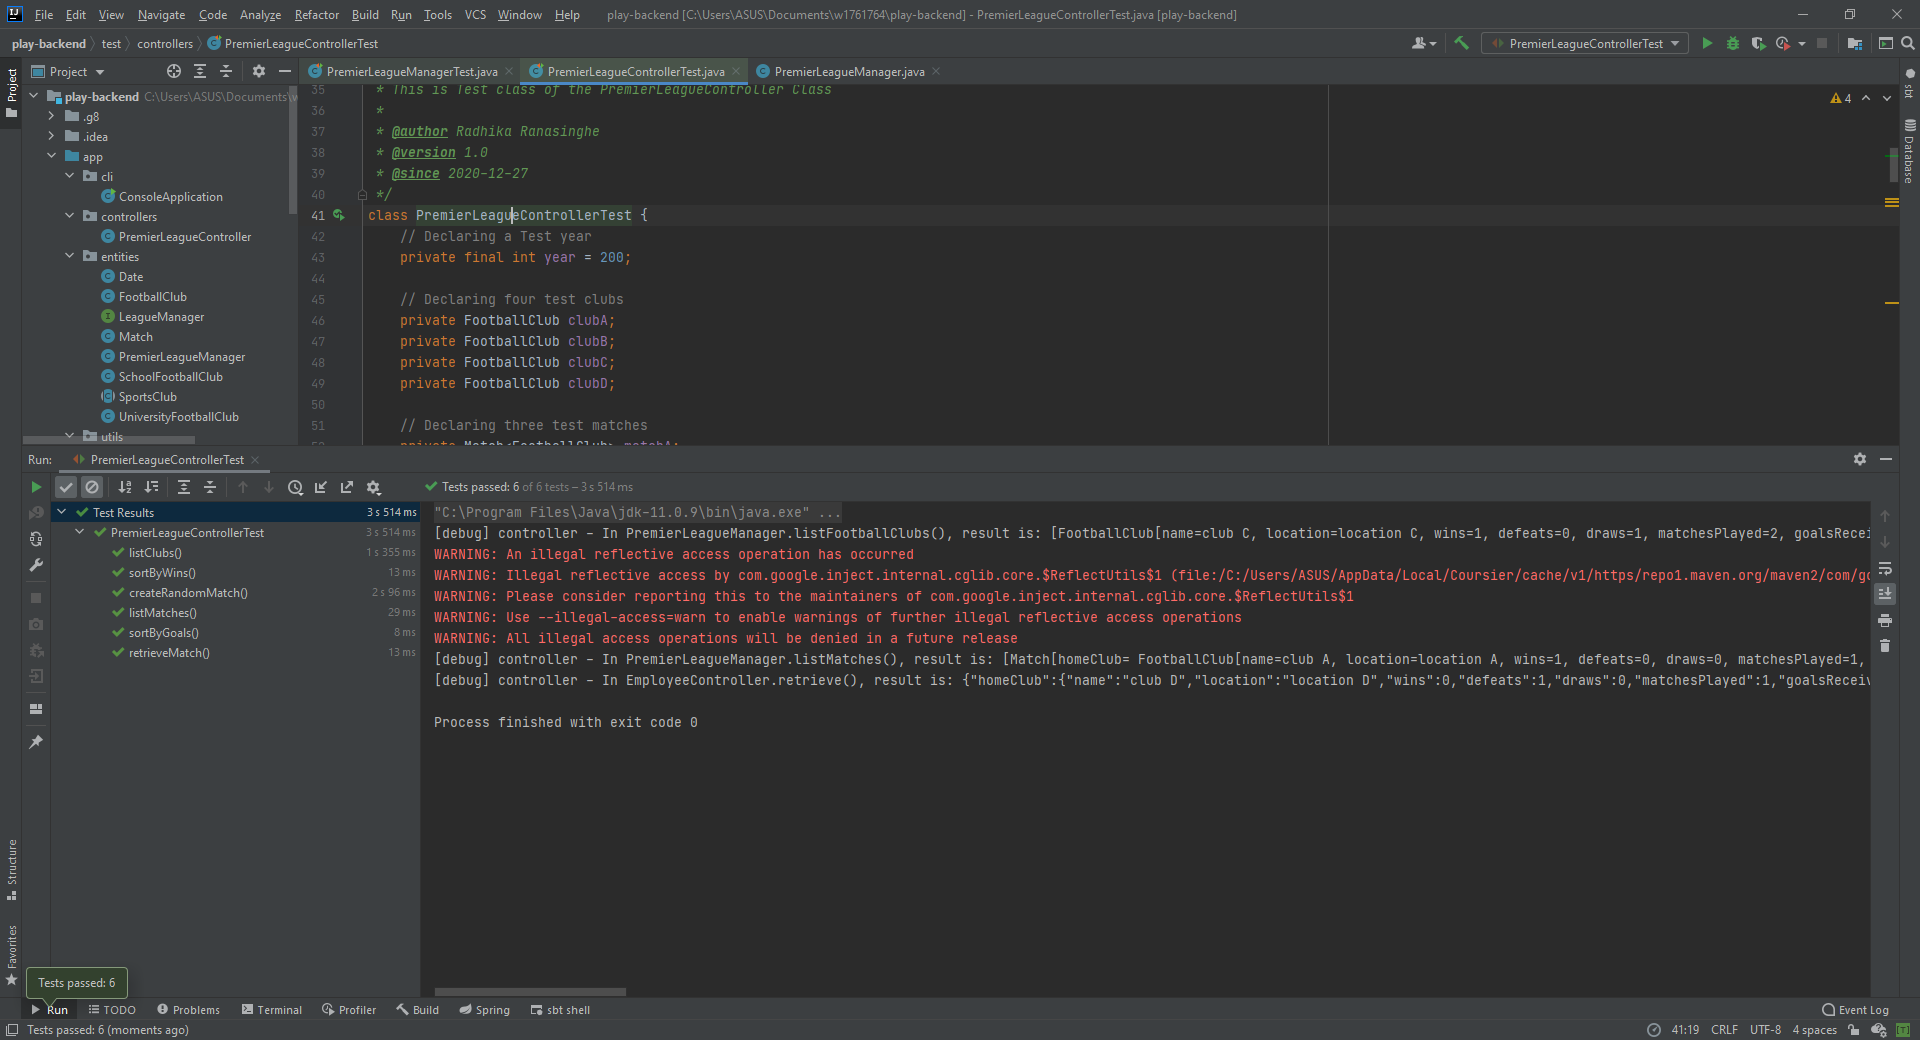 File Edit View Navigate Code Analyze Refactor Build Run Tools VCS Window Help play-backend [C:\Users\ASUS\Documents\w1761764\play-backend] - PremierLeagueControllerTest.java [play-backend]
play-backend test controllers PremierLeagueControllerTest PremierLeagueControllerTest
Project PremierLeagueManagerTest.java PremierLeagueControllerTest.java PremierLeagueManager.java
Project
play-backend C:\Users\ASUS\Documents\w
.g8
.idea
app
cli
ConsoleApplication
controllers
PremierLeagueController
entities
Date
FootballClub
LeagueManager
Match
PremierLeagueManager
SchoolFootballClub
SportsClub
UniversityFootballClub
utils
35 * This is Test class of the PremierLeagueController Class
36 *
37 * @author Radhika Ranasinghe
38 * @version 1.0
39 * @since 2020-12-27
40 */
41 class PremierLeagueControllerTest {
42 // Declaring a Test year
43 private final int year = 200;
44
45 // Declaring four test clubs
46 private FootballClub clubA;
47 private FootballClub clubB;
48 private FootballClub clubC;
49 private FootballClub clubD;
50
51 // Declaring three test matches
52 private Match<FootballClub> matchA;
4
sbt
Database
Run: PremierLeagueControllerTest
Tests passed: 6 of 6 tests – 3 s 514 ms
Test Results 3 s 514 ms
PremierLeagueControllerTest 3 s 514 ms
listClubs() 1 s 355 ms
sortByWins() 13 ms
createRandomMatch() 2 s 96 ms
listMatches() 29 ms
sortByGoals() 8 ms
retrieveMatch() 13 ms
"C:\Program Files\Java\jdk-11.0.9\bin\java.exe" ...
[debug] controller - In PremierLeagueManager.listFootballClubs(), result is: [FootballClub[name=club C, location=location C, wins=1, defeats=0, draws=1, matchesPlayed=2, goalsRecei
WARNING: An illegal reflective access operation has occurred
WARNING: Illegal reflective access by com.google.inject.internal.cglib.core.$ReflectUtils$1 (file:/C:/Users/ASUS/AppData/Local/Coursier/cache/v1/https/repo1.maven.org/maven2/com/go
WARNING: Please consider reporting this to the maintainers of com.google.inject.internal.cglib.core.$ReflectUtils$1
WARNING: Use --illegal-access=warn to enable warnings of further illegal reflective access operations
WARNING: All illegal access operations will be denied in a future release
[debug] controller - In PremierLeagueManager.listMatches(), result is: [Match[homeClub= FootballClub[name=club A, location=location A, wins=1, defeats=0, draws=0, matchesPlayed=1,
[debug] controller - In EmployeeController.retrieve(), result is: {"homeClub":{"name":"club D","location":"location D","wins":0,"defeats":1,"draws":0,"matchesPlayed":1,"goalsReceiv
Process finished with exit code 0
Structure
Favorites
Tests passed: 6
Run TODO Problems Terminal Profiler Build Spring sbt shell Event Log
Tests passed: 6 (moments ago) 41:19 CRLF UTF-8 4 spaces